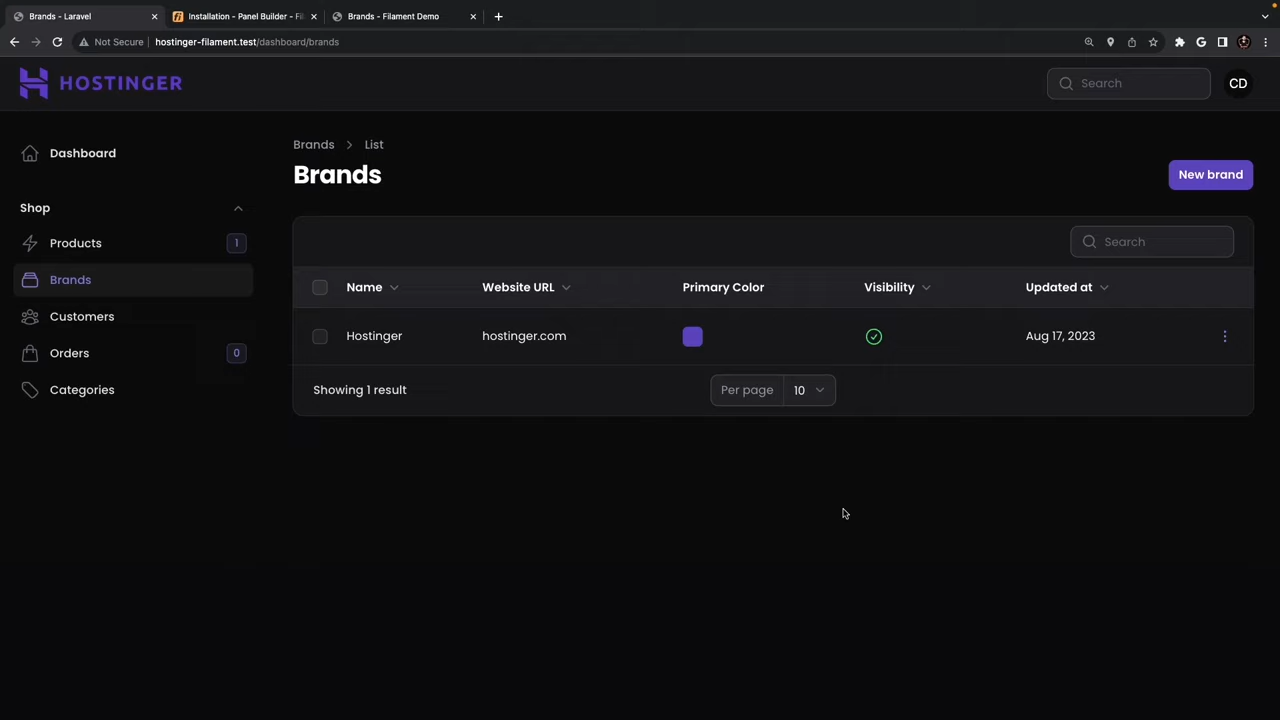 Brands - Laravel
Installation - Panel Builder - Fil
Brands - Filament Demo
Not Secure
hostinger-filament.test/dashboard/brands
HOSTINGER
Search
CD
Dashboard
Shop
Products
1
Brands
Customers
Orders
0
Categories
Brands
List
Brands
New brand
Search
Name
Website URL
Primary Color
Visibility
Updated at
Hostinger
hostinger.com
Aug 17, 2023
Showing 1 result
Per page
10